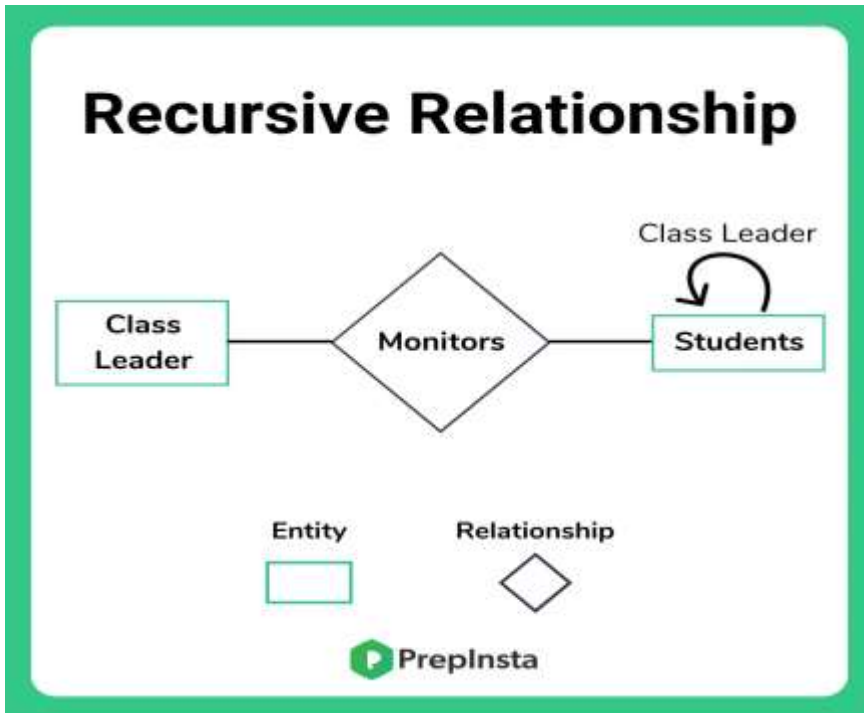 Recursive Relationship
Class Leader
Class
Leader
Monitors
Students
Entity
Relationship
PrepInsta